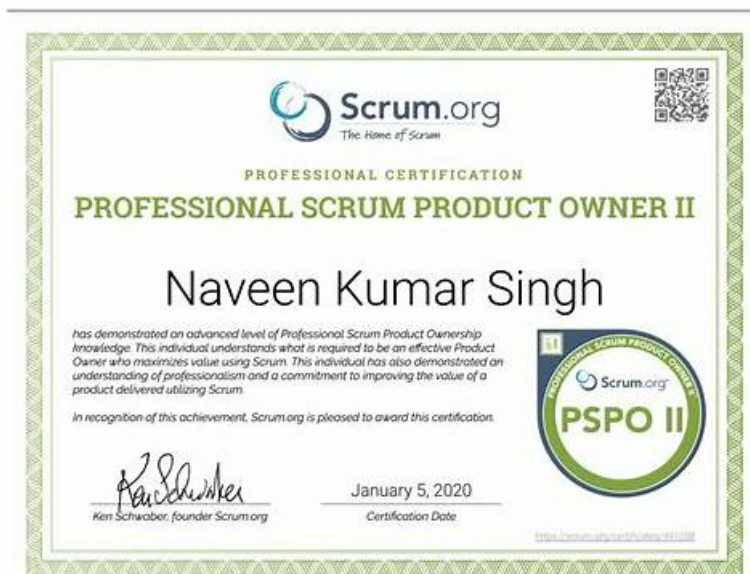 Scrum.org
The Home of Scrum
PROFESSIONAL CERTIFICATION
PROFESSIONAL SCRUM PRODUCT OWNER II
Naveen Kumar Singh
has demonstrated an advanced level of Professional Scrum Product Ownership
knowledge. This individual understands what is required to be an effective Product
Owner who maximizes value using Scrum. This individual has also demonstrated an
understanding of professionalism and a commitment to improving the value of a
product delivered utilizing Scrum.
In recognition of this achievement, Scrum.org is pleased to award this certification.
PROFESSIONAL SCRUM PRODUCT OWNER II
Scrum.org
PSPO II
Ken Schwaber
January 5, 2020
Ken Schwaber, founder Scrum.org
Certification Date